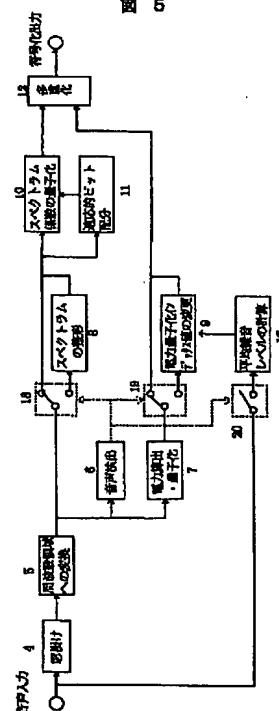 図 5
音声入力
4
窓掛け
5
周波数領域
への変換
6
音声検出
7
電力算出
・量子化
18
スペクトラム
の整形
8
19
電力量子化イン
デックス値の変更
9
20
平均雑音
レベルの計算
10
スペクトラム
係数の量子化
適応的ビット
配分
11
12
多重化
符号化出力